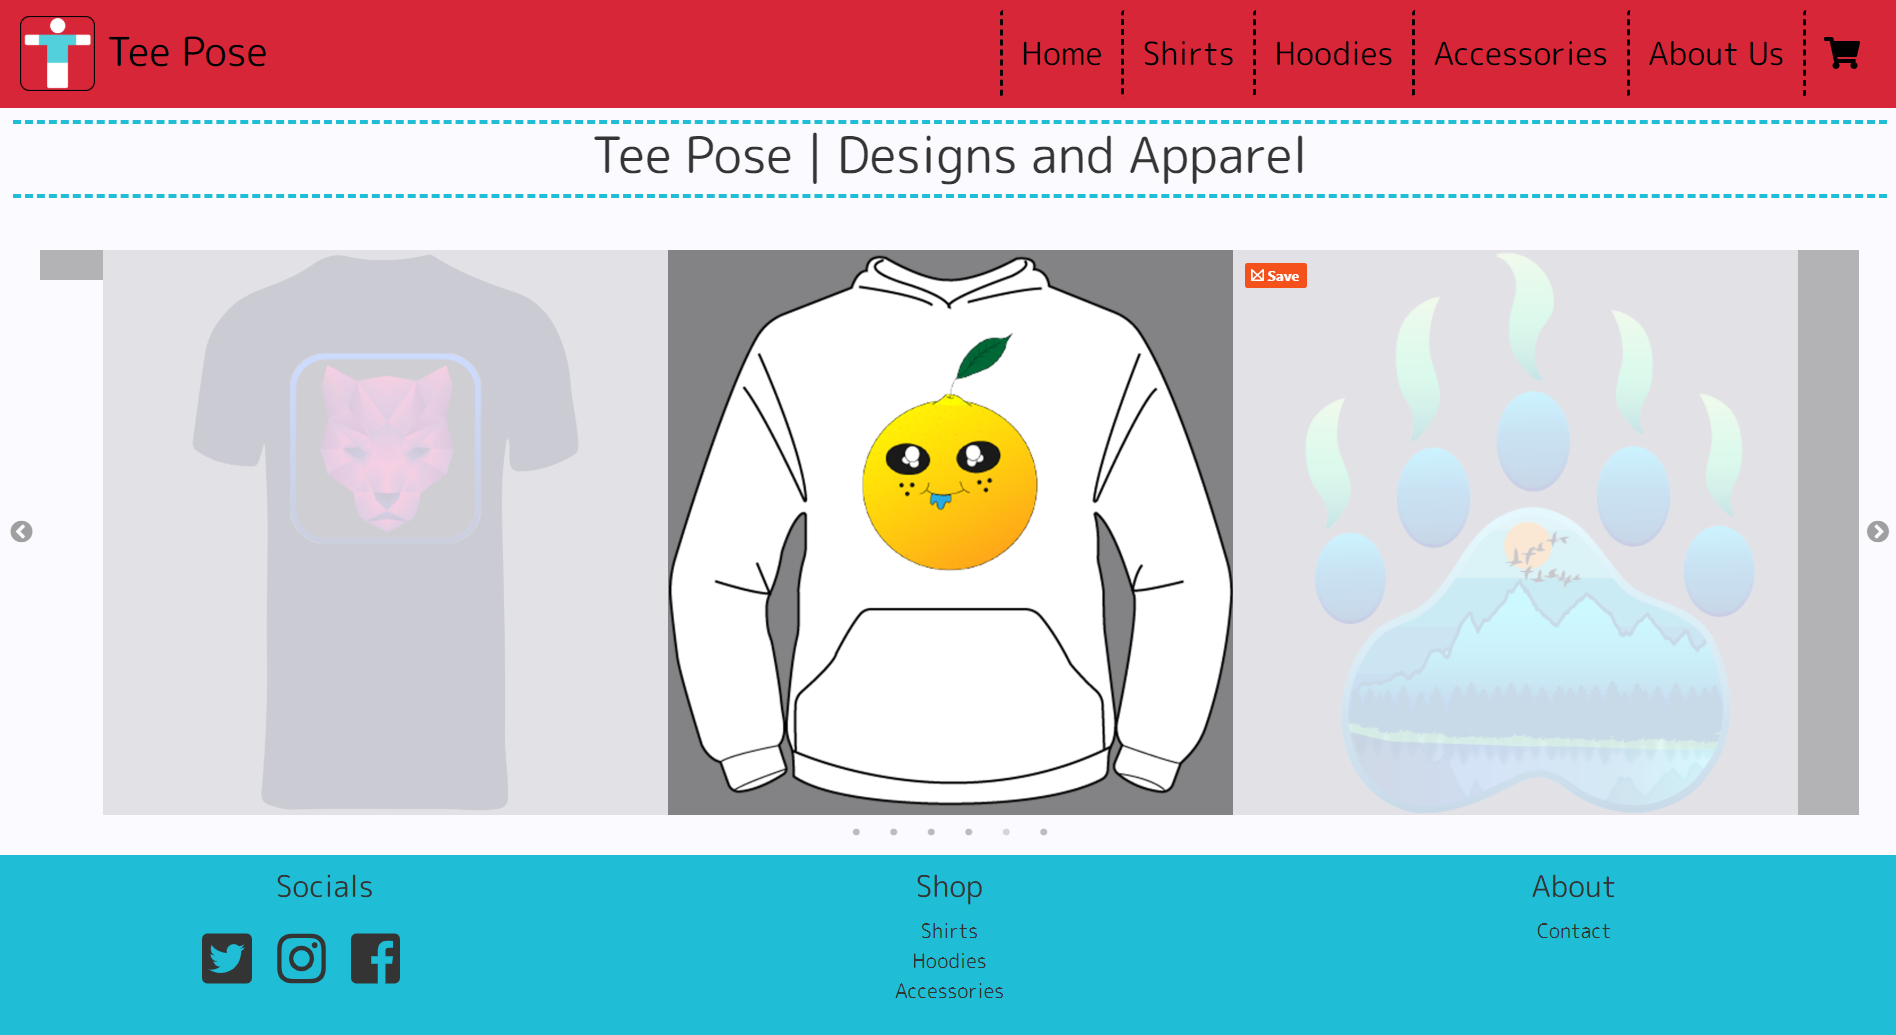 Tee Pose
Home
Shirts
Hoodies
Accessories
About Us
Tee Pose | Designs and Apparel
Save
Socials
Shop
Shirts
Hoodies
Accessories
About
Contact